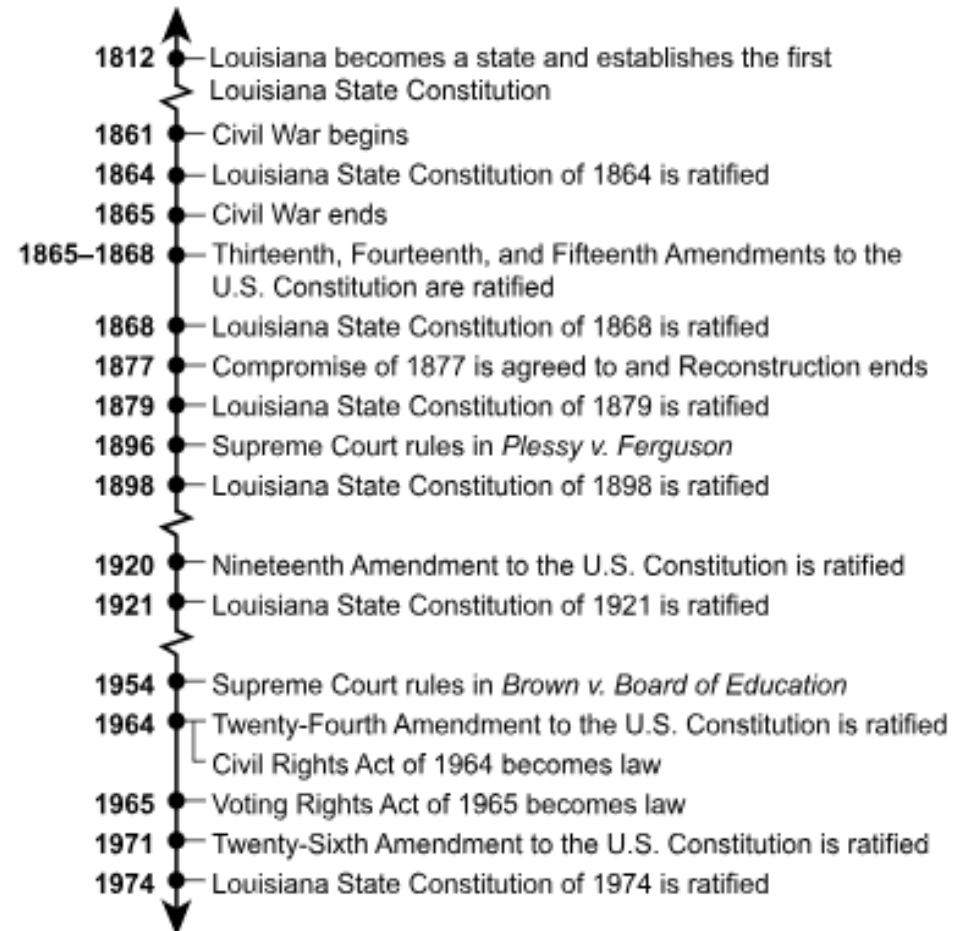 1812 Louisiana becomes a state and establishes the first
Louisiana State Constitution
1861 Civil War begins
1864 Louisiana State Constitution of 1864 is ratified
1865 Civil War ends
1865–1868 Thirteenth, Fourteenth, and Fifteenth Amendments to the
U.S. Constitution are ratified
1868 Louisiana State Constitution of 1868 is ratified
1877 Compromise of 1877 is agreed to and Reconstruction ends
1879 Louisiana State Constitution of 1879 is ratified
1896 Supreme Court rules in Plessy v. Ferguson
1898 Louisiana State Constitution of 1898 is ratified
1920 Nineteenth Amendment to the U.S. Constitution is ratified
1921 Louisiana State Constitution of 1921 is ratified
1954 Supreme Court rules in Brown v. Board of Education
1964 Twenty-Fourth Amendment to the U.S. Constitution is ratified
Civil Rights Act of 1964 becomes law
1965 Voting Rights Act of 1965 becomes law
1971 Twenty-Sixth Amendment to the U.S. Constitution is ratified
1974 Louisiana State Constitution of 1974 is ratified